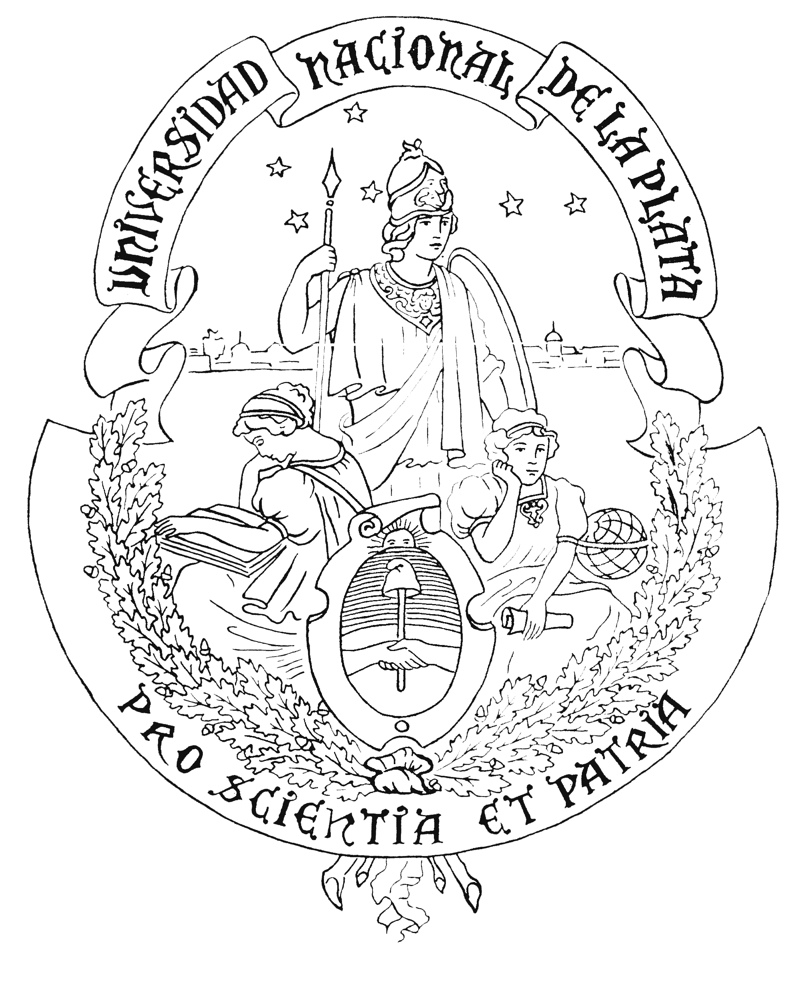 UNIVERSIDAD NACIONAL DE LA PLATA
PRO SCIENTIA ET PATRIA